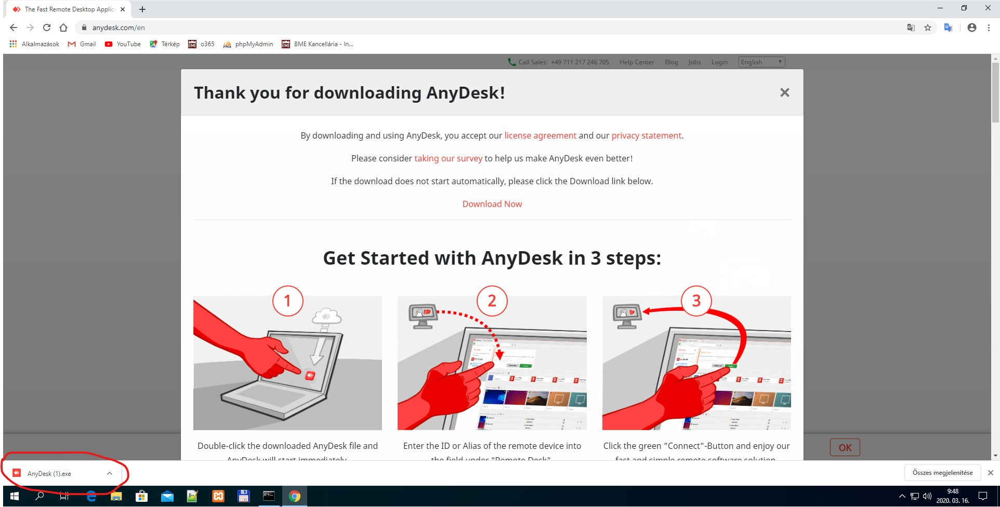 The Fast Remote Desktop Applic
anydesk.com/en
Alkalmazások Gmail YouTube Térkép o365 phpMyAdmin BME Kancellária - In...
Call Sales: +49 711 217 246 705 Help Center Blog Jobs Login English
Thank you for downloading AnyDesk!
By downloading and using AnyDesk, you accept our license agreement and our privacy statement.
Please consider taking our survey to help us make AnyDesk even better!
If the download does not start automatically, please click the Download link below.
Download Now
Get Started with AnyDesk in 3 steps:
1 2 3
Double-click the downloaded AnyDesk file and
AnyDesk will start immediately
Enter the ID or Alias of the remote device into
the field under "Remote Desk"
Click the green "Connect"-Button and enjoy our
fast and simple remote software solution
OK
AnyDesk (1).exe
Összes megjelenítése
9:48
2020. 03. 16.